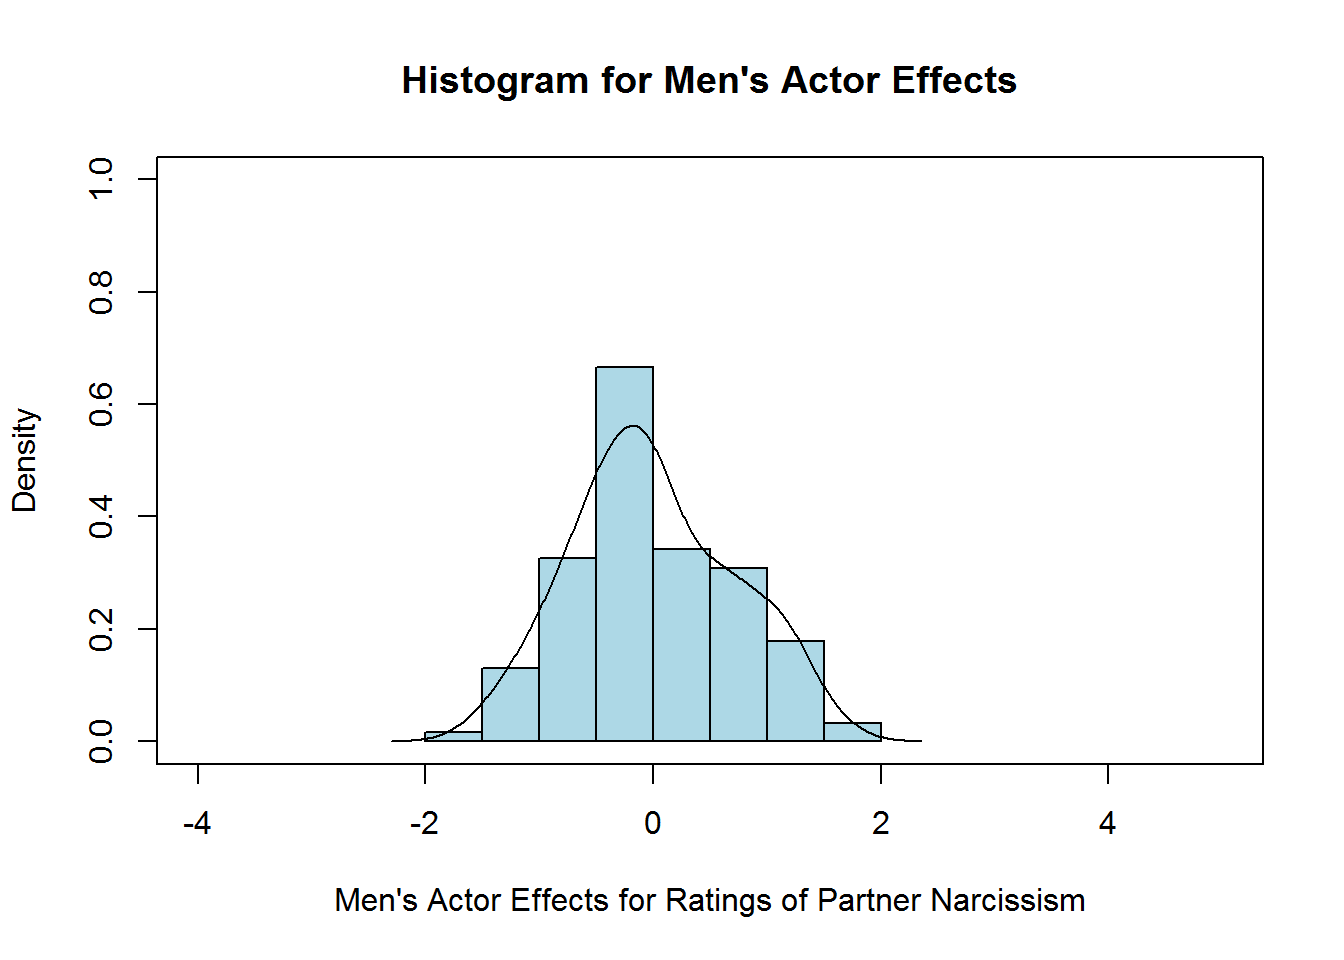 Histogram for Men's Actor Effects
Density
1.0
0.8
0.6
0.4
0.2
0.0
-4 -2 0 2 4
Men's Actor Effects for Ratings of Partner Narcissism